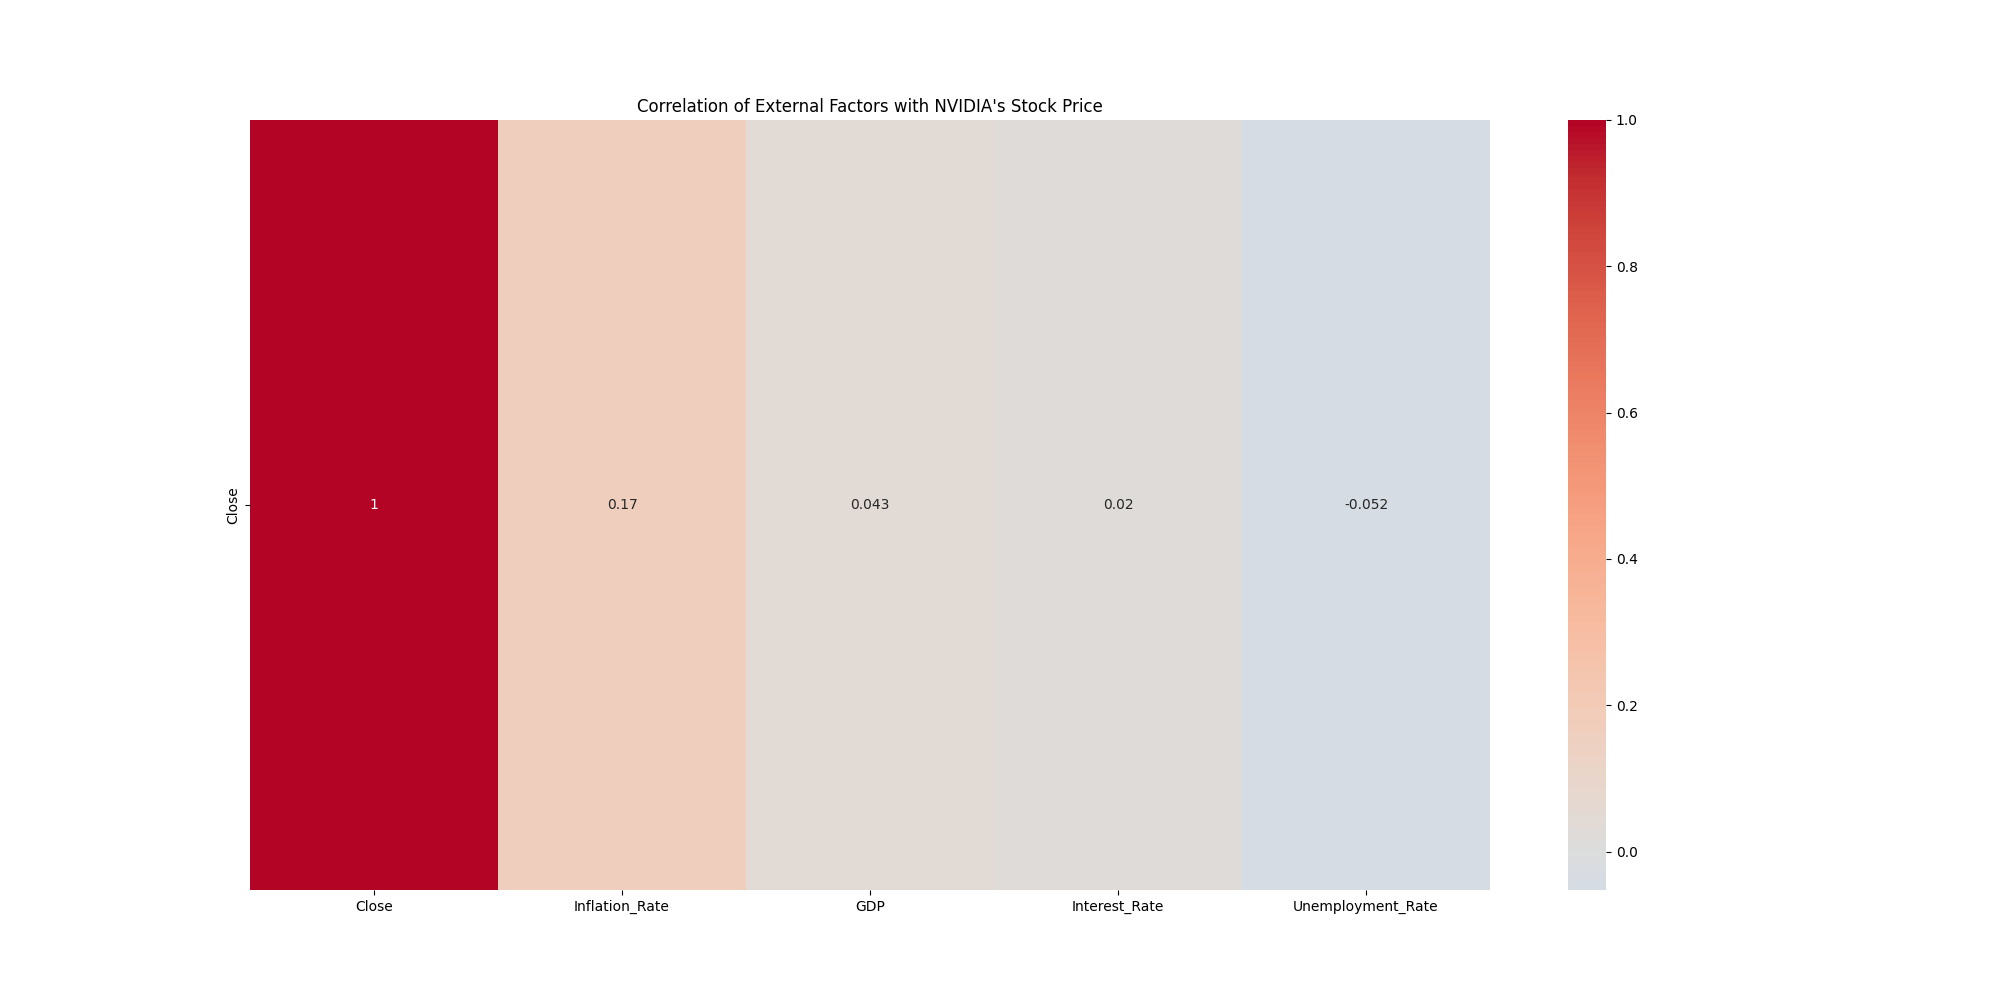 Correlation of External Factors with NVIDIA's Stock Price
Close
1
0.17
0.043
0.02
-0.052
Close
Inflation_Rate
GDP
Interest_Rate
Unemployment_Rate
1.0
0.8
0.6
0.4
0.2
0.0